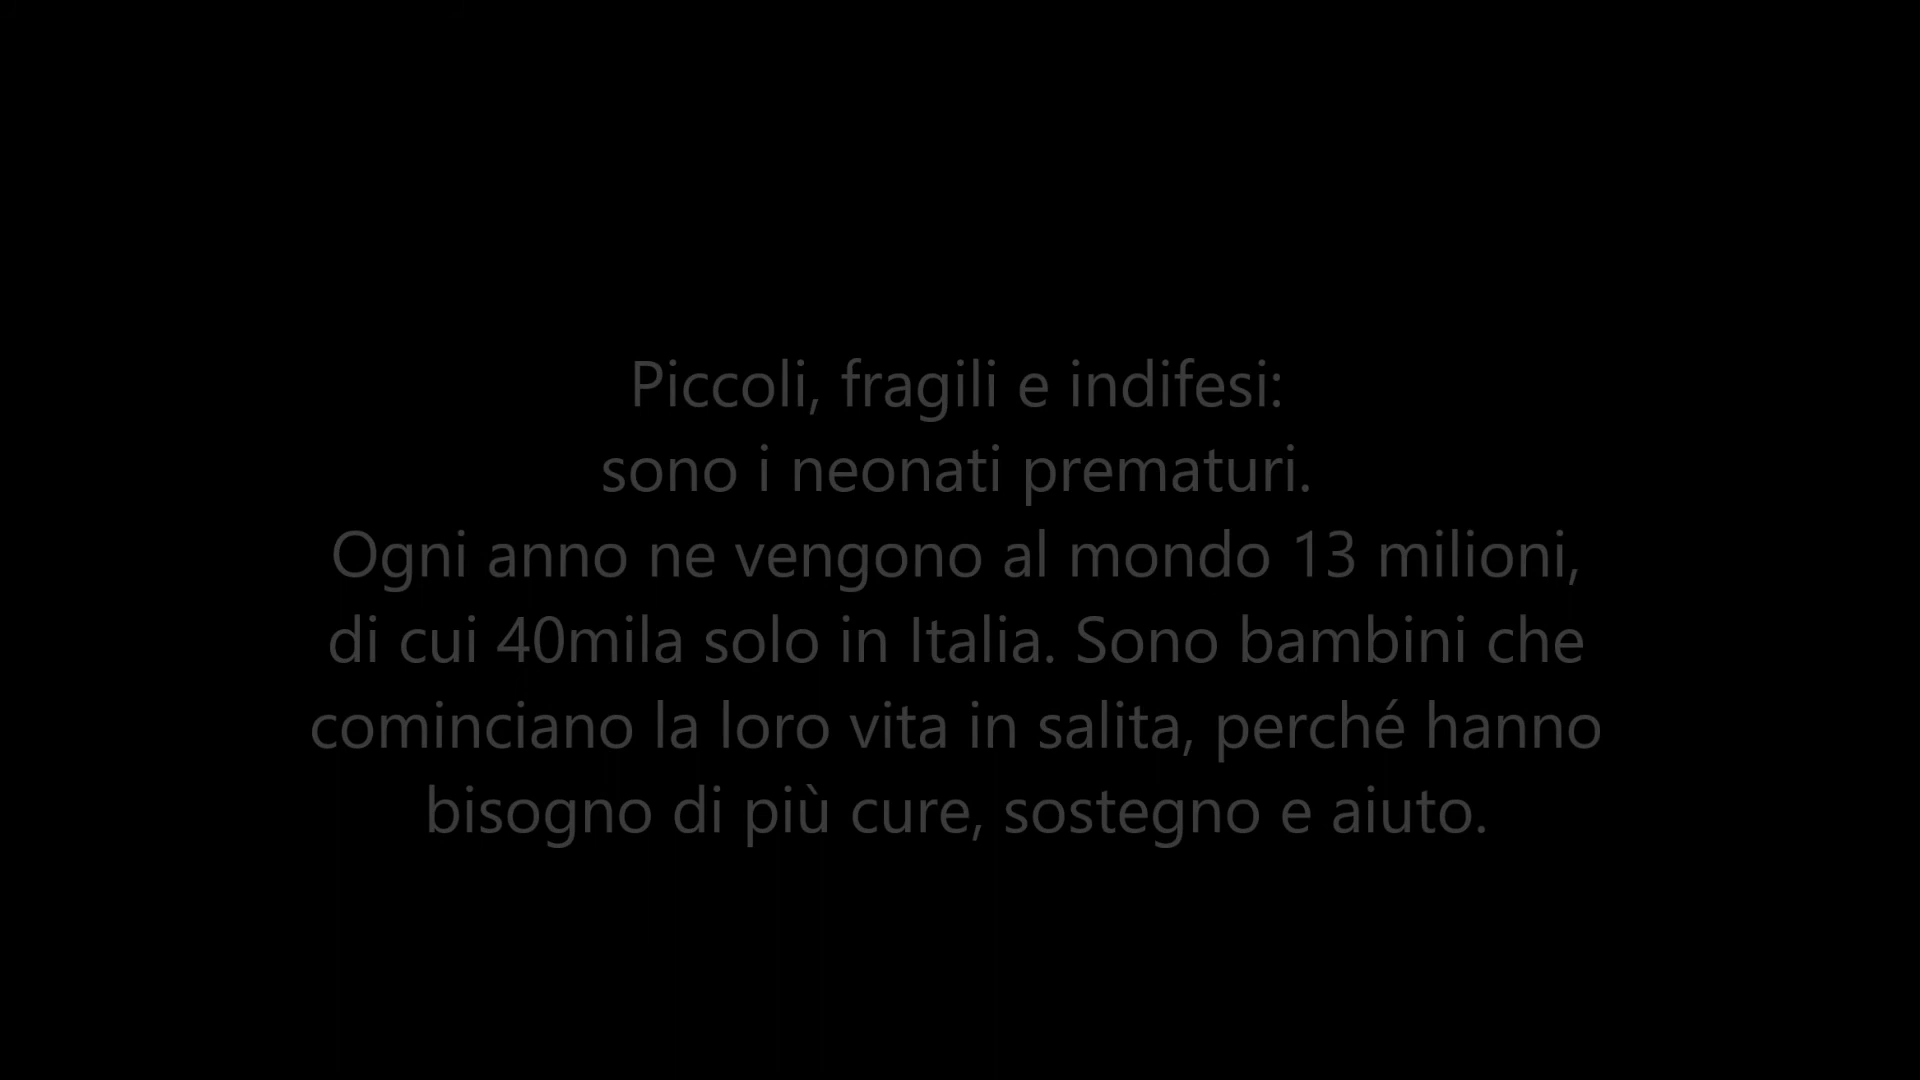 Piccoli, fragili e indifesi:
sono i neonati prematuri.
Ogni anno ne vengono al mondo 13 milioni,
di cui 40mila solo in Italia. Sono bambini che
cominciano la loro vita in salita, perché hanno
bisogno di più cure, sostegno e aiuto.